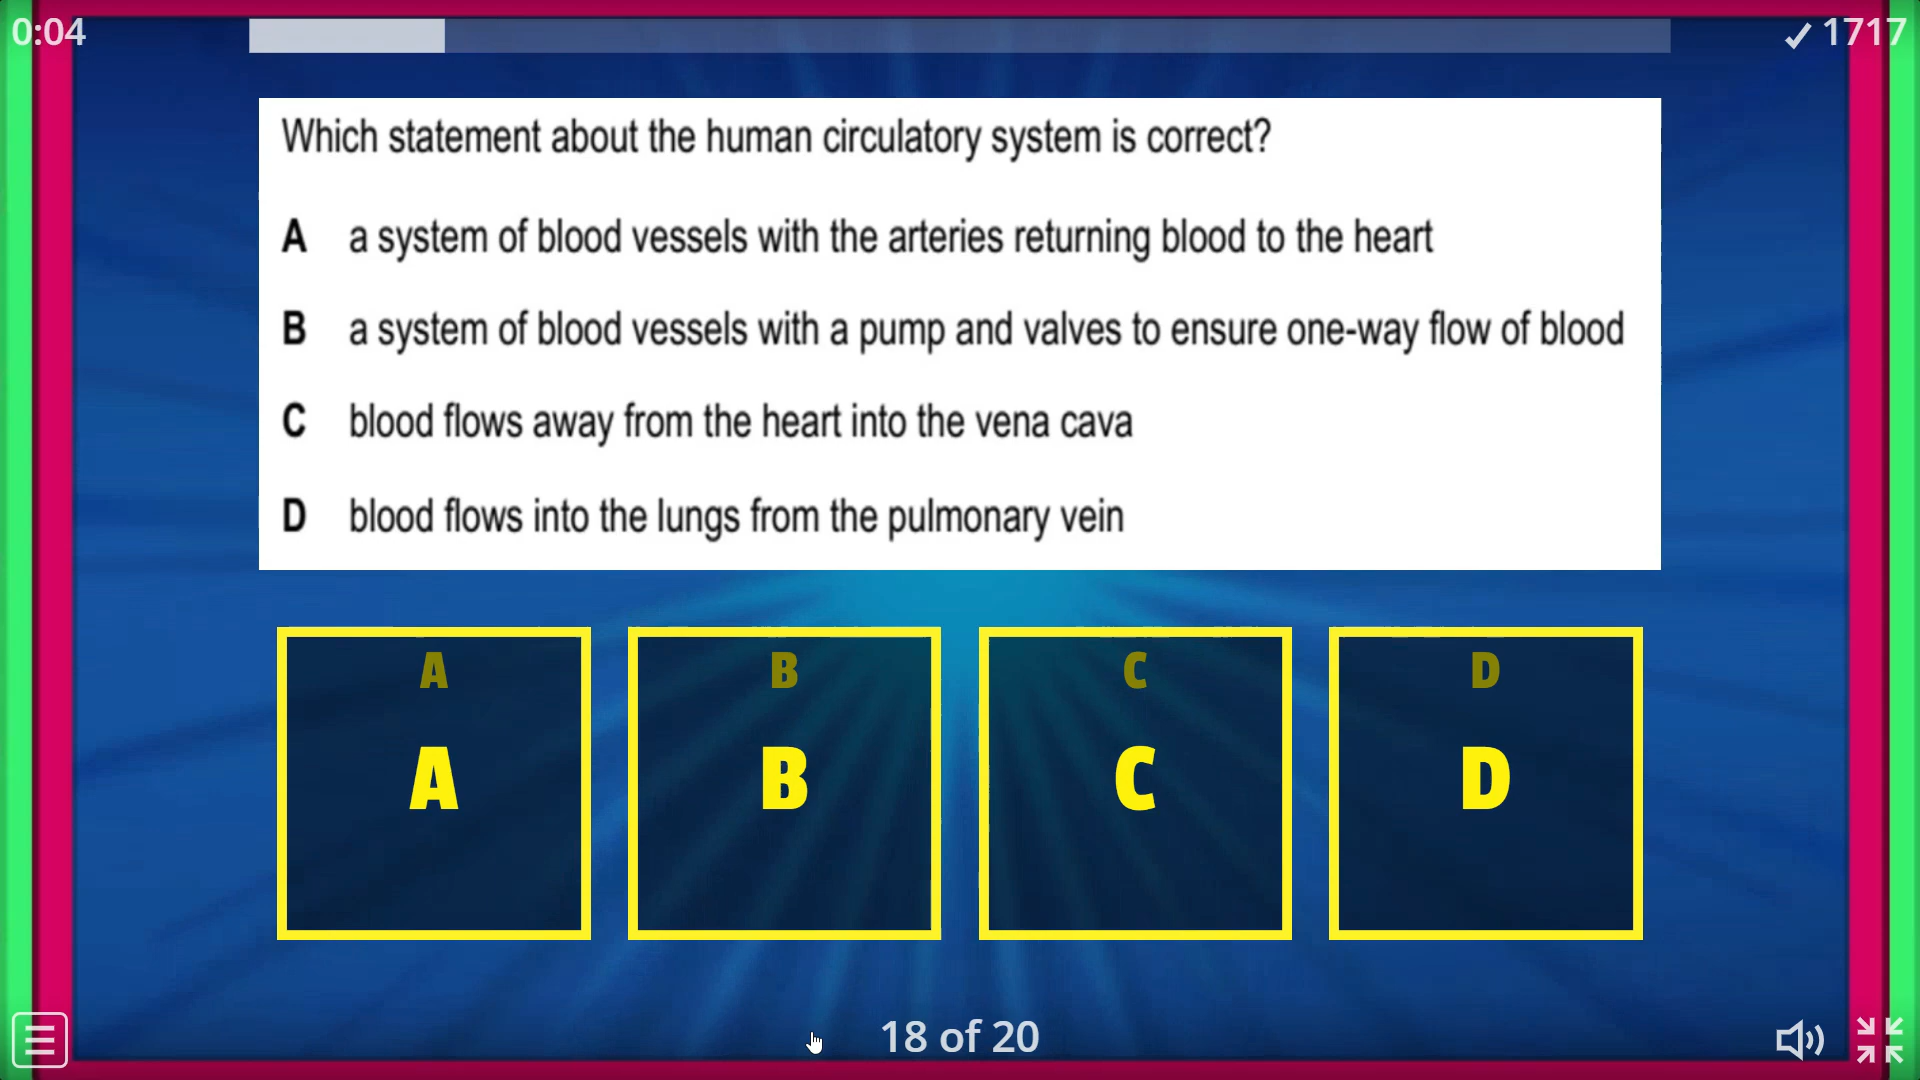 0:04
1717
Which statement about the human circulatory system is correct?
A a system of blood vessels with the arteries returning blood to the heart
B a system of blood vessels with a pump and valves to ensure one-way flow of blood
C blood flows away from the heart into the vena cava
D blood flows into the lungs from the pulmonary vein
A B C D
A B C D
18 of 20